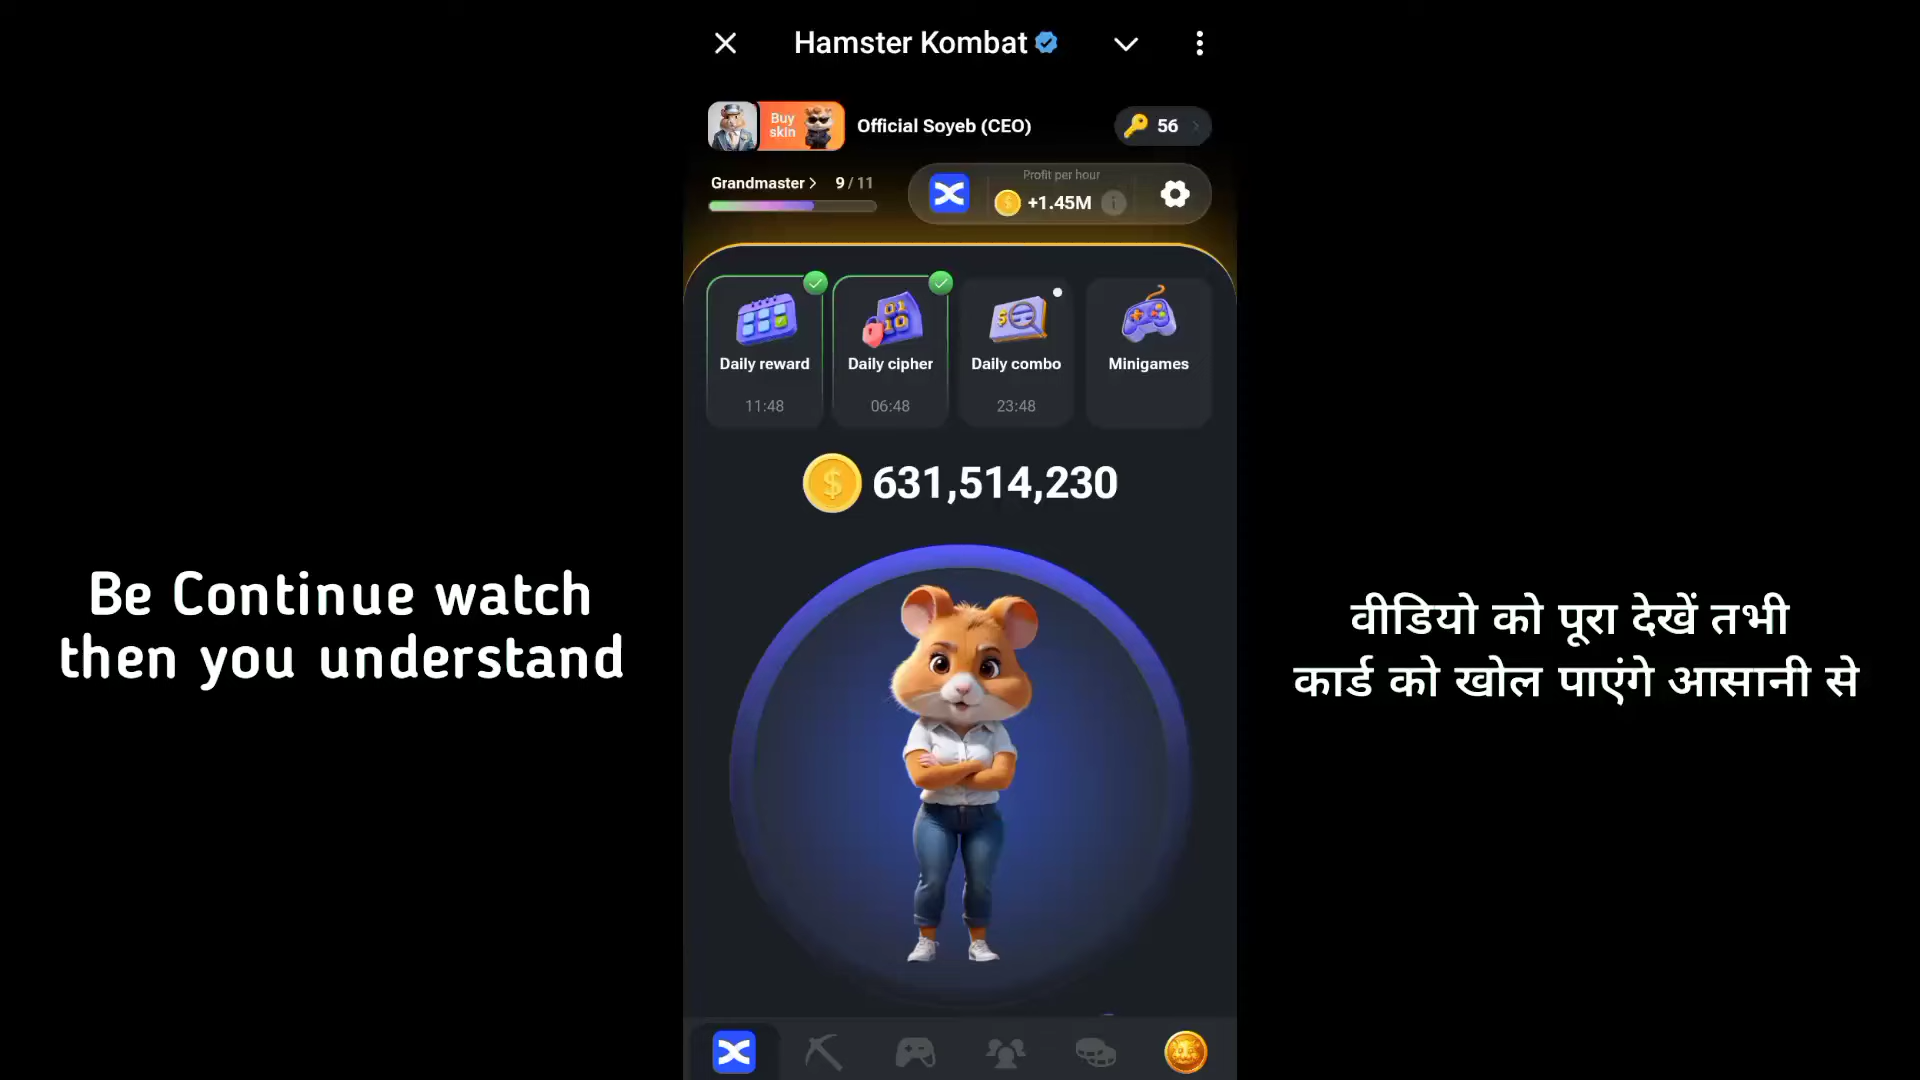 Hamster Kombat
Buy
skin
Official Soyeb (CEO)
56
Grandmaster
9 / 11
Profit per hour
+1.45M
Daily reward
11:48
Daily cipher
06:48
Daily combo
23:48
Minigames
631,514,230
Be Continue watch
then you understand
वीडियो को पूरा देखें तभी
कार्ड को खोल पाएंगे आसानी से